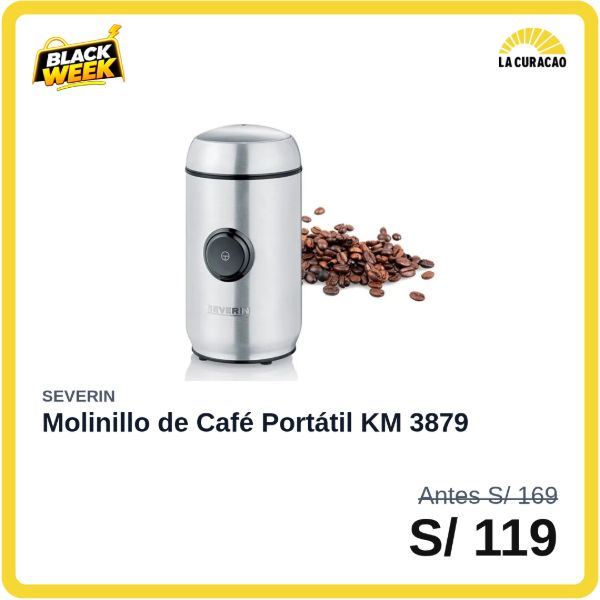 BLACK
WEEK
LA CURACAO
SEVERIN
SEVERIN
Molinillo de Café Portátil KM 3879
Antes S/ 169
S/ 119